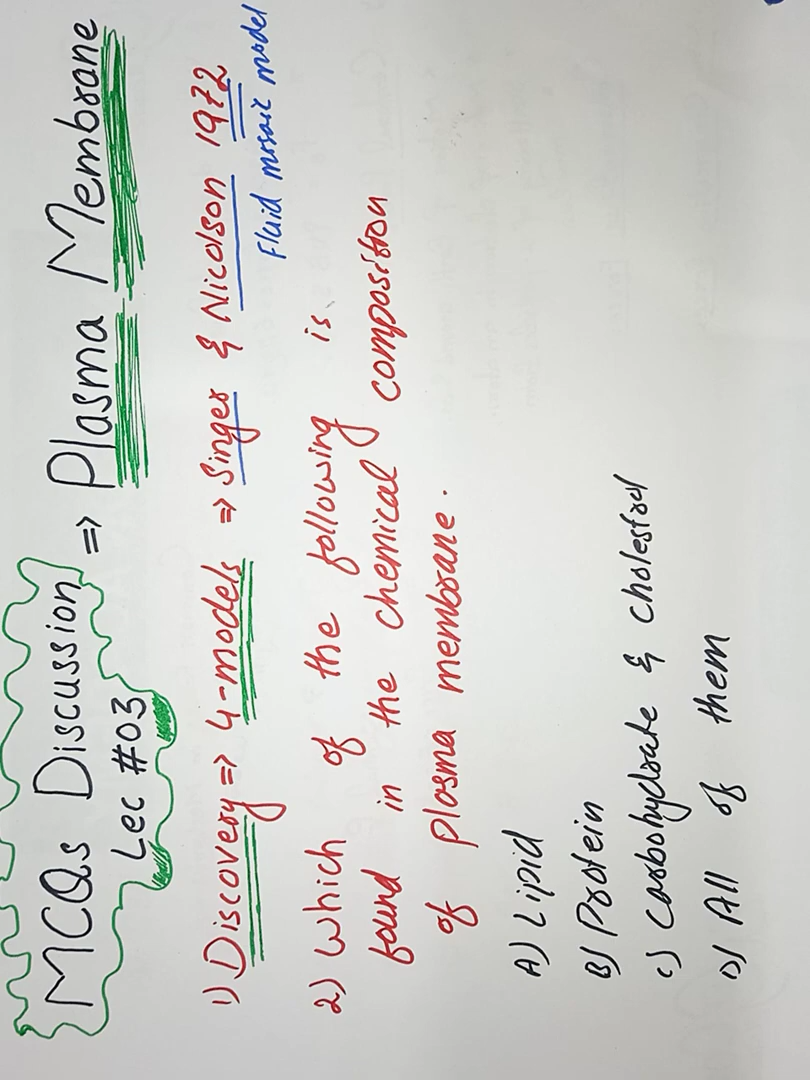 MCQs Discussion => Plasma Membrane
Lec #03
1) Discovery => 4-models => Singer & Nicolson 1972
Fluid mosaic model
2) Which of the following is
found in the chemical composition
of plasma membrane.
A) Lipid
B) Protein
C) Carbohydrate & cholestrol
D) All of them